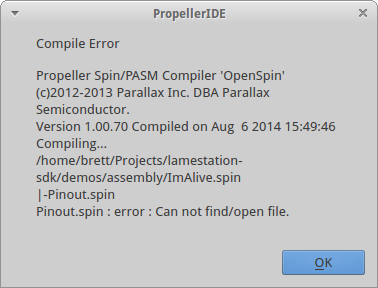 PropellerIDE
Compile Error
Propeller Spin/PASM Compiler 'OpenSpin'
(c)2012-2013 Parallax Inc. DBA Parallax
Semiconductor.
Version 1.00.70 Compiled on Aug  6 2014 15:49:46
Compiling...
/home/brett/Projects/lamestation-
sdk/demos/assembly/ImAlive.spin
|-Pinout.spin
Pinout.spin : error : Can not find/open file.
OK